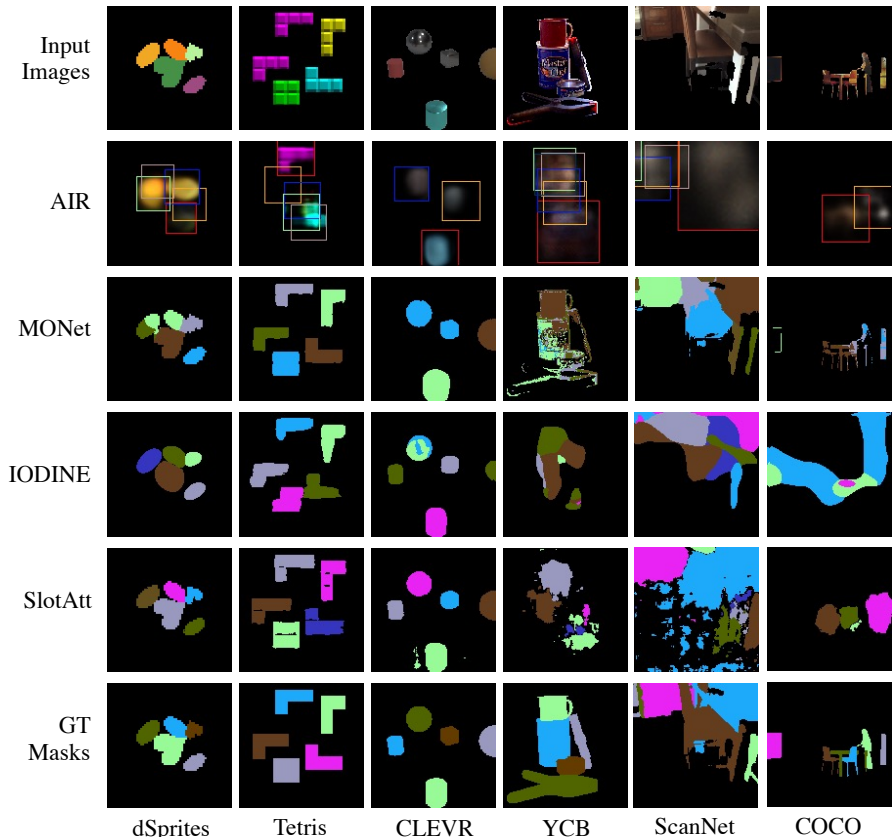 Input
Images
AIR
MONet
IODINE
SlotAtt
GT
Masks
dSprites
Tetris
CLEVR
YCB
ScanNet
COCO